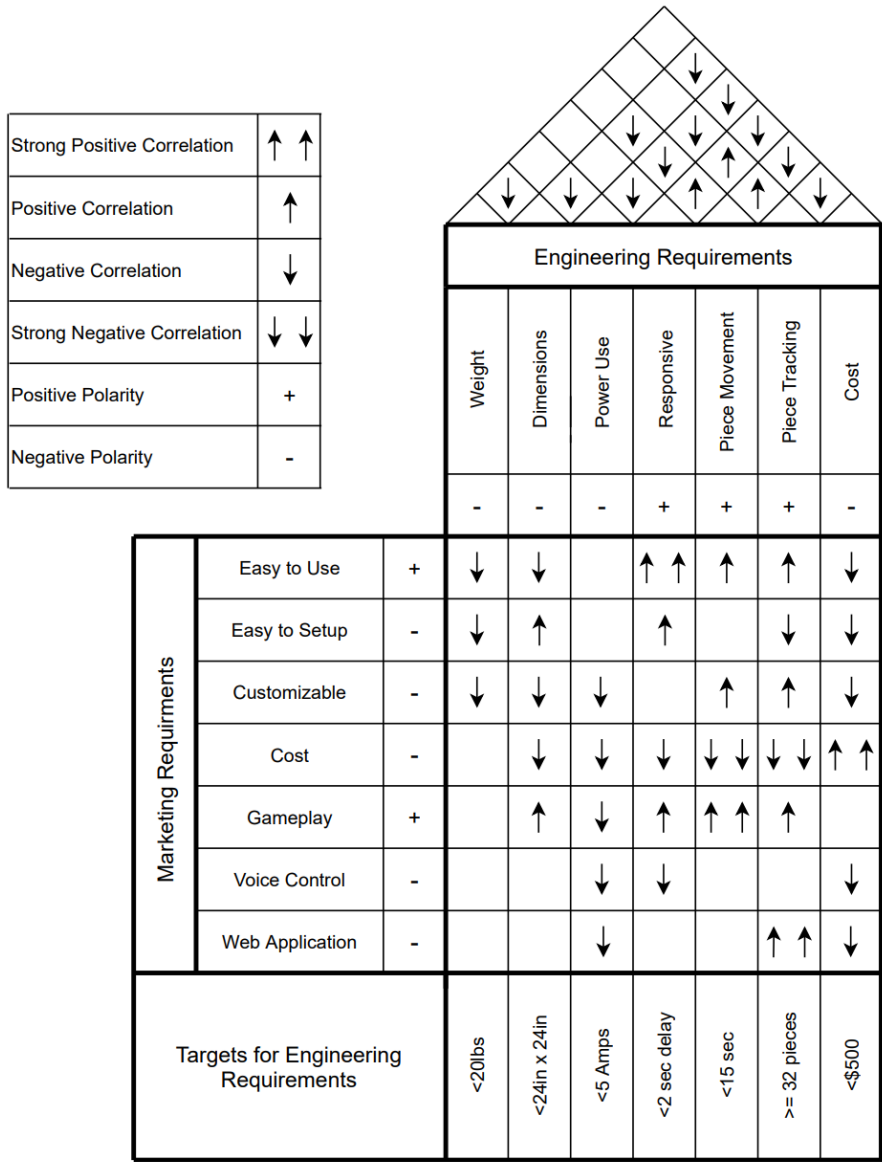 Strong Positive Correlation ↑ ↑
Positive Correlation ↑
Negative Correlation ↓
Strong Negative Correlation ↓ ↓
Positive Polarity +
Negative Polarity -
Engineering Requirements
Weight
Dimensions
Power Use
Responsive
Piece Movement
Piece Tracking
Cost
- - - + + + -
Marketing Requirments
Easy to Use + ↓ ↓ ↑ ↑ ↑ ↑ ↓
Easy to Setup - ↓ ↑ ↑ ↓ ↓
Customizable - ↓ ↓ ↓ ↑ ↑ ↓
Cost - ↓ ↓ ↓ ↓ ↓ ↓ ↓ ↑ ↑
Gameplay + ↑ ↓ ↑ ↑ ↑ ↑
Voice Control - ↓ ↓ ↓
Web Application - ↓ ↑ ↑ ↓
Targets for Engineering
Requirements
<20lbs
<24in x 24in
<5 Amps
<2 sec delay
<15 sec
>= 32 pieces
<$500